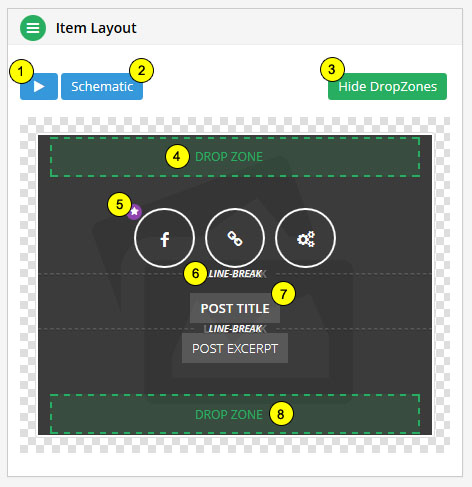 Item Layout
1
2
3
Schematic
Hide DropZones
4
DROP ZONE
5
f
6
LINE-BREAK
7
POST TITLE
LINE-BREAK
POST EXCERPT
DROP ZONE
8